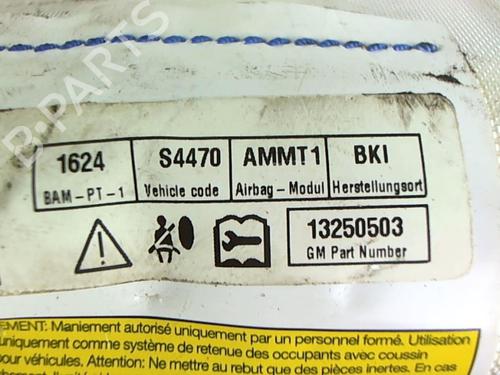 1624 S4470 AMMT1 BKI
BAM-PT-1 Vehicle code Airbag-Modul Herstellungsort
13250503
GM Part Number
EMENT: Maniement autorisé uniquement par un personnel formé. Utilisation
uniquement comme système de retenue des occupants avec coussin
pour véhicules. Attention: Ne mettre au rebut que des pièces inertes. En cas
B-PARTS